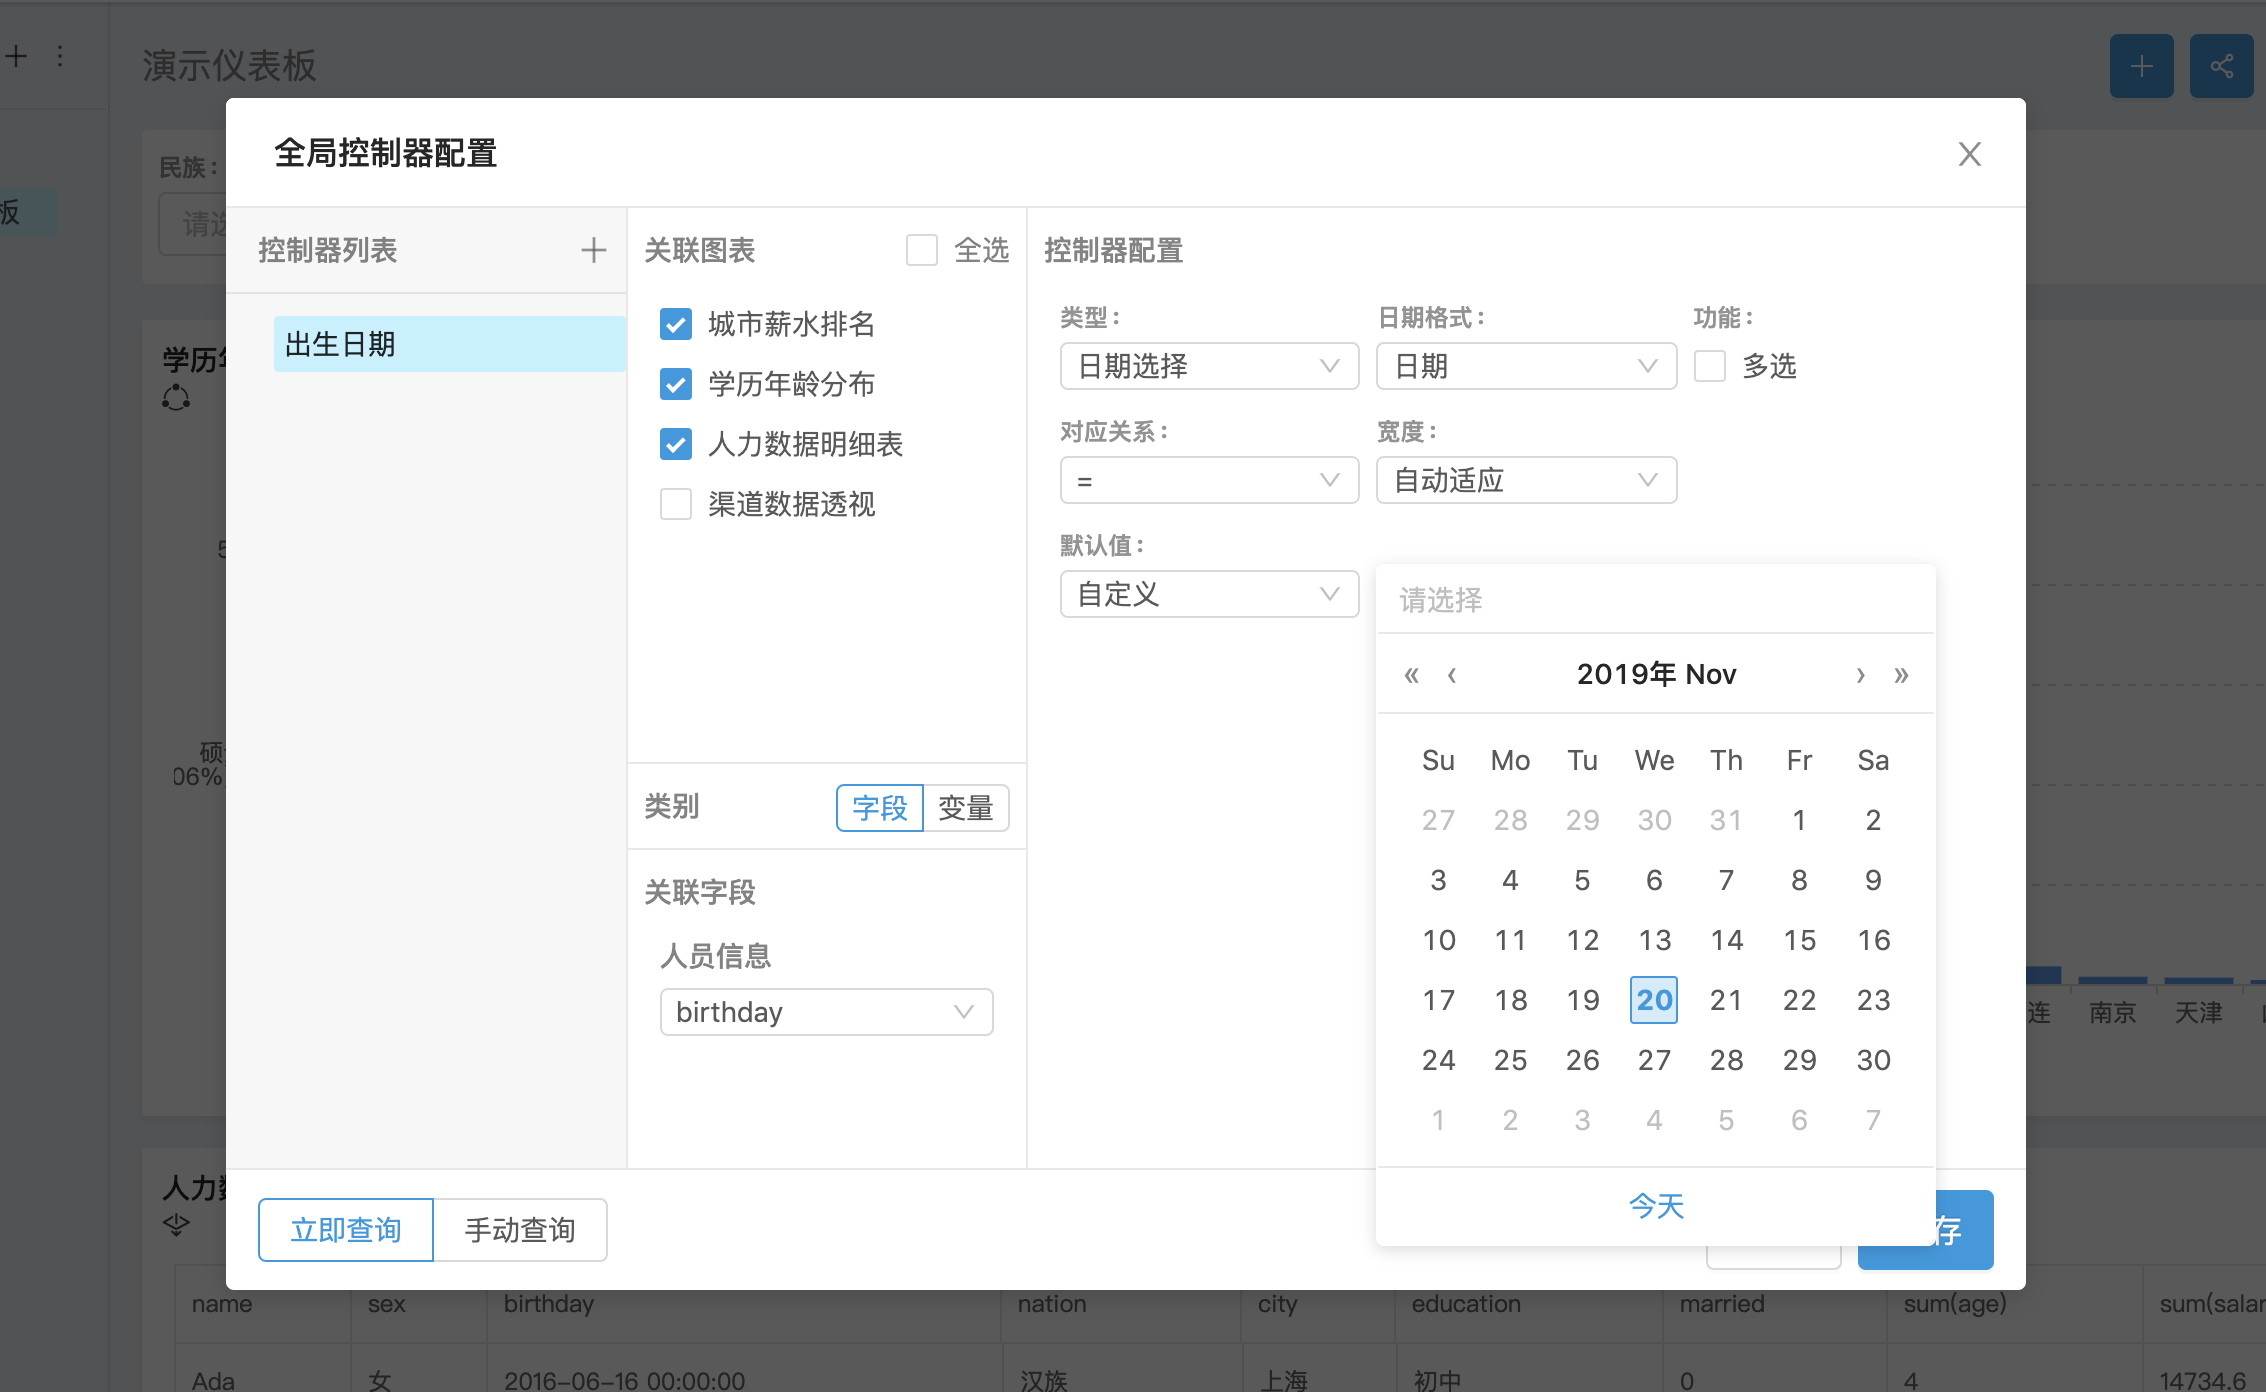 演示仪表板
板
民族：
全局控制器配置
控制器列表
关联图表
全选
控制器配置
出生日期
城市薪水排名
学历年龄分布
人力数据明细表
渠道数据透视
类型：
日期格式：
功能：
日期选择
日期
多选
对应关系：
宽度：
=
自动适应
默认值：
自定义
请选择
« ‹ 2019年 Nov › »
Su Mo Tu We Th Fr Sa
27 28 29 30 31 1 2
3 4 5 6 7 8 9
10 11 12 13 14 15 16
17 18 19 20 21 22 23
24 25 26 27 28 29 30
1 2 3 4 5 6 7
今天
类别
字段 变量
关联字段
人员信息
birthday
立即查询 手动查询
存
学历
5
硕
06%
连 南京 天津
人力
name sex birthday nation city education married sum(age) sum(salar
Ada 女 2016-06-16 00:00:00 汉族 上海 初中 0 4 14734.6